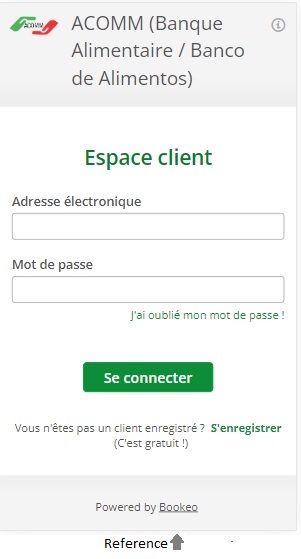 ACOMM
ACOMM (Banque
Alimentaire / Banco
de Alimentos)
Espace client
Adresse électronique
Mot de passe
J'ai oublié mon mot de passe !
Se connecter
Vous n'êtes pas un client enregistré ? S'enregistrer
(C'est gratuit !)
Powered by Bookeo
Reference